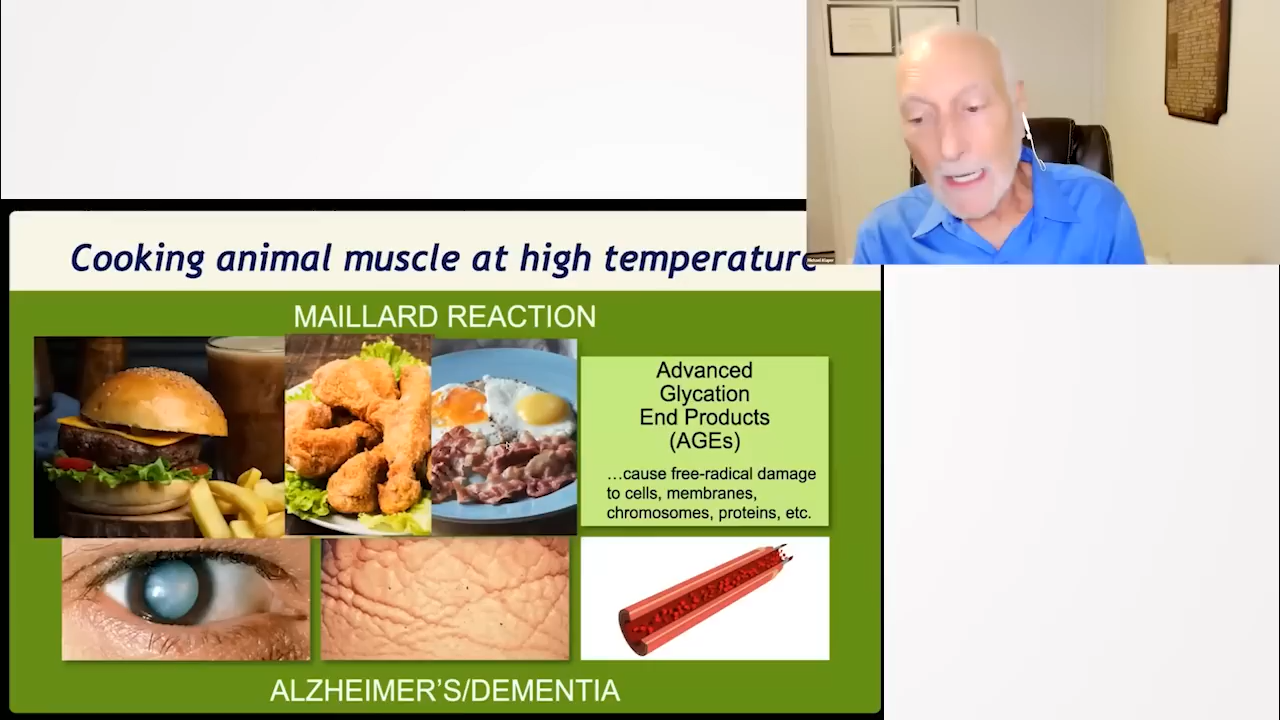 Cooking animal muscle at high temperature
MAILLARD REACTION
Advanced
Glycation
End Products
(AGEs)
...cause free-radical damage
to cells, membranes,
chromosomes, proteins, etc.
ALZHEIMER'S/DEMENTIA